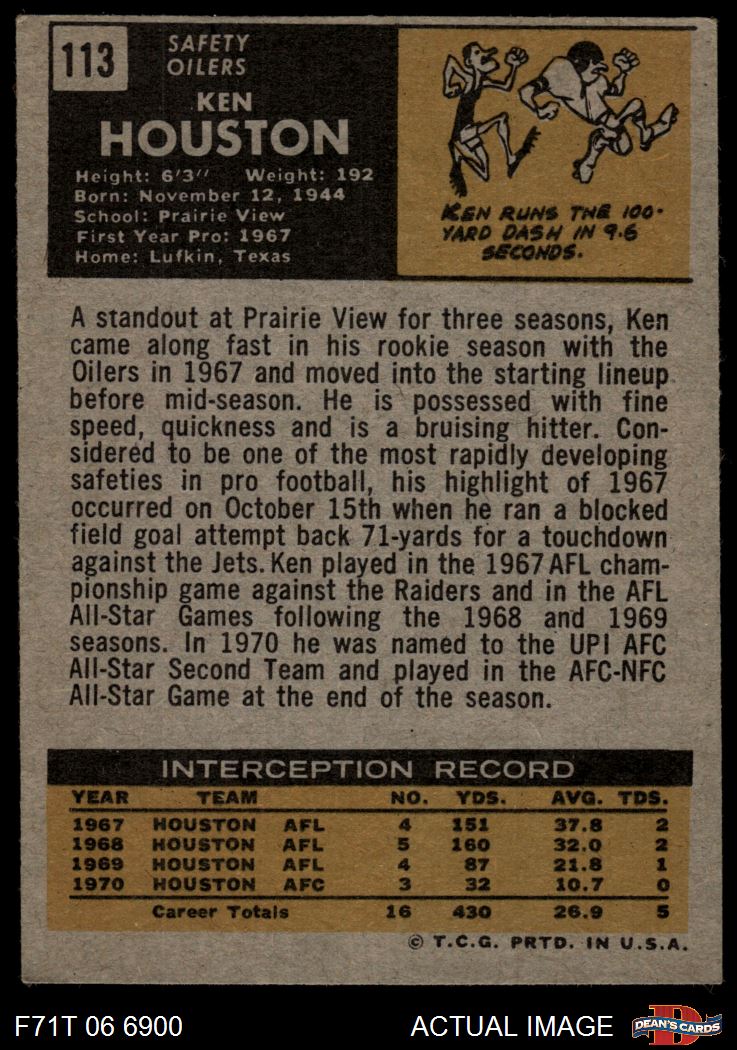 113
SAFETY
OILERS
KEN
HOUSTON
Height: 6'3'' Weight: 192
Born: November 12, 1944
School: Prairie View
First Year Pro: 1967
Home: Lufkin, Texas
KEN RUNS THE 100-
YARD DASH IN 9.6
SECONDS.
A standout at Prairie View for three seasons, Ken
came along fast in his rookie season with the
Oilers in 1967 and moved into the starting lineup
before mid-season. He is possessed with fine
speed, quickness and is a bruising hitter. Con-
sidered to be one of the most rapidly developing
safeties in pro football, his highlight of 1967
occurred on October 15th when he ran a blocked
field goal attempt back 71-yards for a touchdown
against the Jets. Ken played in the 1967 AFL cham-
pionship game against the Raiders and in the AFL
All-Star Games following the 1968 and 1969
seasons. In 1970 he was named to the UPI AFC
All-Star Second Team and played in the AFC-NFC
All-Star Game at the end of the season.
INTERCEPTION RECORD
YEAR TEAM NO. YDS. AVG. TDS.
1967 HOUSTON AFL 4 151 37.8 2
1968 HOUSTON AFL 5 160 32.0 2
1969 HOUSTON AFL 4 87 21.8 1
1970 HOUSTON AFC 3 32 10.7 0
Career Totals 16 430 26.9 5
© T.C.G. PRTD. IN U.S.A.
F71T 06 6900 ACTUAL IMAGE
D
DEAN'S CARDS